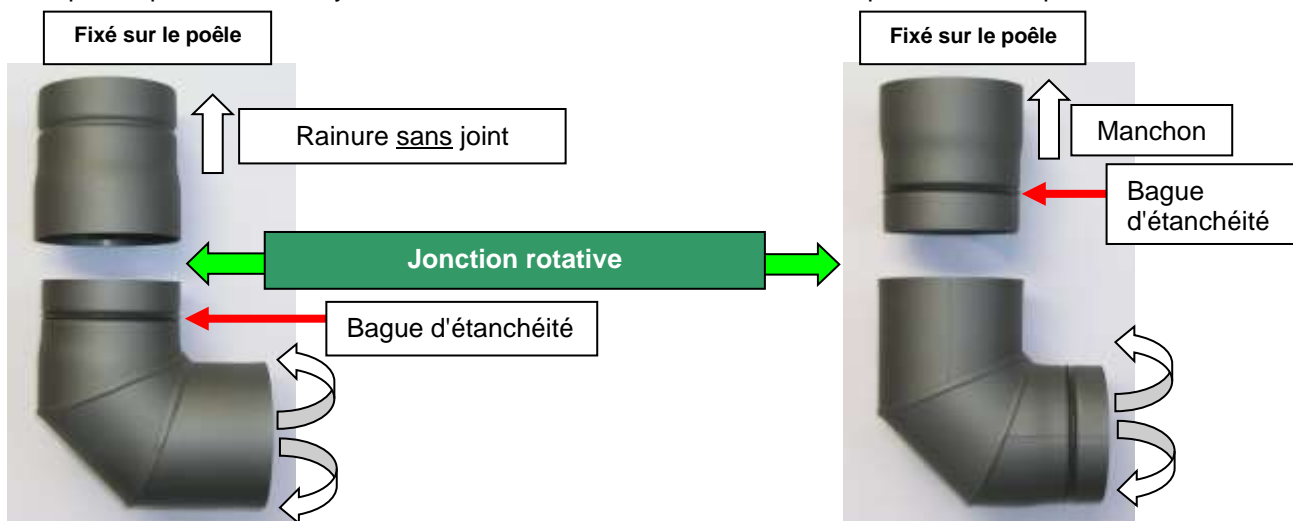 Fixé sur le poêle
Fixé sur le poêle
Rainure sans joint
Manchon
Bague
d'étanchéité
Jonction rotative
Bague d'étanchéité